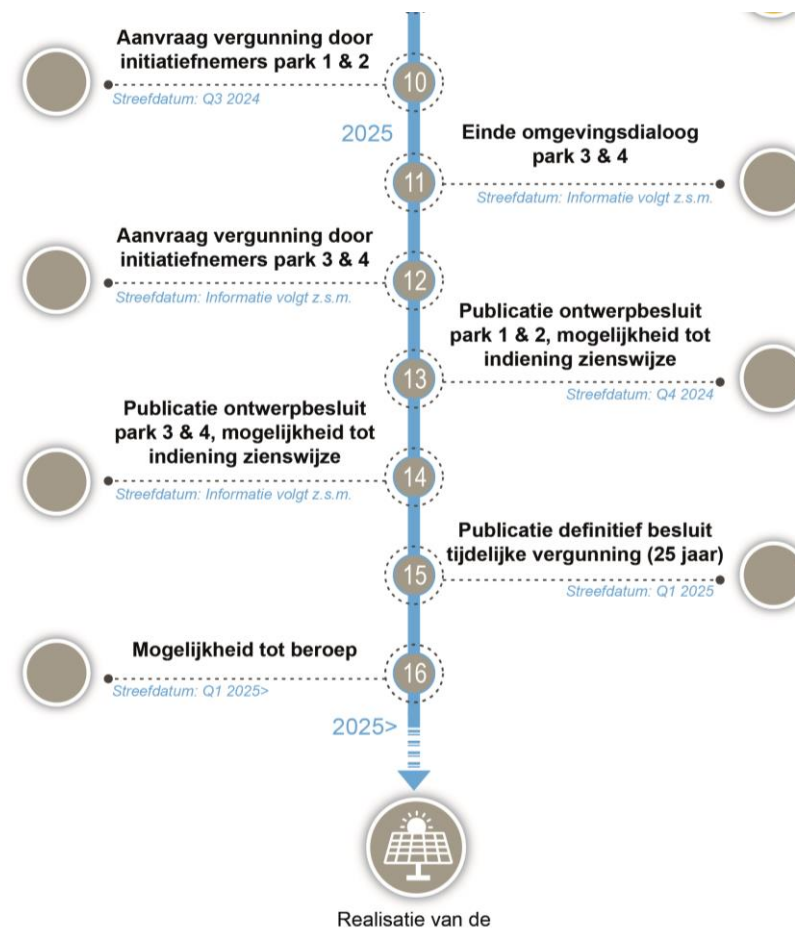 Aanvraag vergunning door
initiatiefnemers park 1 & 2
Streefdatum: Q3 2024
10
2025
Einde omgevingsdialoog
park 3 & 4
Streefdatum: Informatie volgt z.s.m.
11
Aanvraag vergunning door
initiatiefnemers park 3 & 4
Streefdatum: Informatie volgt z.s.m.
12
Publicatie ontwerpbesluit
park 1 & 2, mogelijkheid tot
indiening zienswijze
Streefdatum: Q4 2024
13
Publicatie ontwerpbesluit
park 3 & 4, mogelijkheid tot
indiening zienswijze
Streefdatum: Informatie volgt z.s.m.
14
Publicatie definitief besluit
tijdelijke vergunning (25 jaar)
Streefdatum: Q1 2025
15
Mogelijkheid tot beroep
Streefdatum: Q1 2025>
16
2025>
Realisatie van de